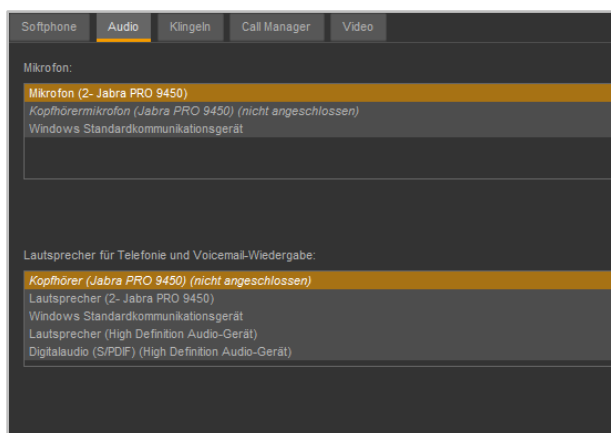 Softphone Audio Klingeln Call Manager Video
Mikrofon:
Mikrofon (2- Jabra PRO 9450)
Kopfhörermikrofon (Jabra PRO 9450) (nicht angeschlossen)
Windows Standardkommunikationsgerät
Lautsprecher für Telefonie und Voicemail-Wiedergabe:
Kopfhörer (Jabra PRO 9450) (nicht angeschlossen)
Lautsprecher (2- Jabra PRO 9450)
Windows Standardkommunikationsgerät
Lautsprecher (High Definition Audio-Gerät)
Digitalaudio (S/PDIF) (High Definition Audio-Gerät)